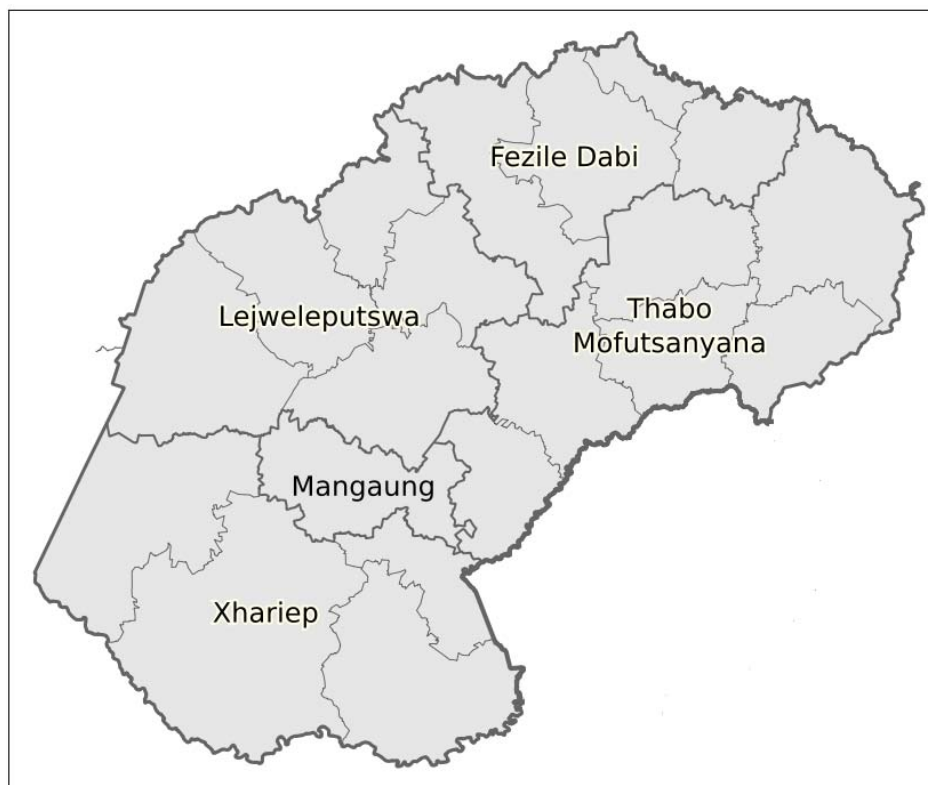 Fezile Dabi
Lejweleputswa
Thabo
Mofutsanyana
Mangaung
Xhariep